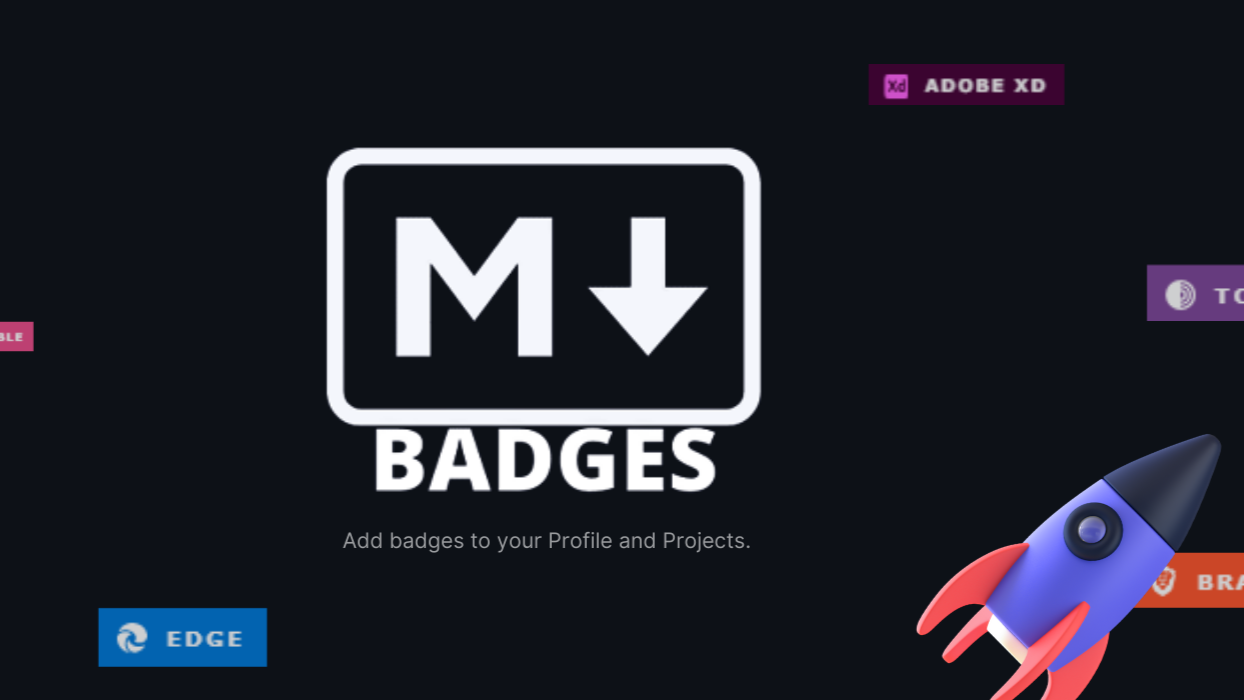 Xd ADOBE XD
M
TO
BLE
BADGES
Add badges to your Profile and Projects.
BRA
EDGE